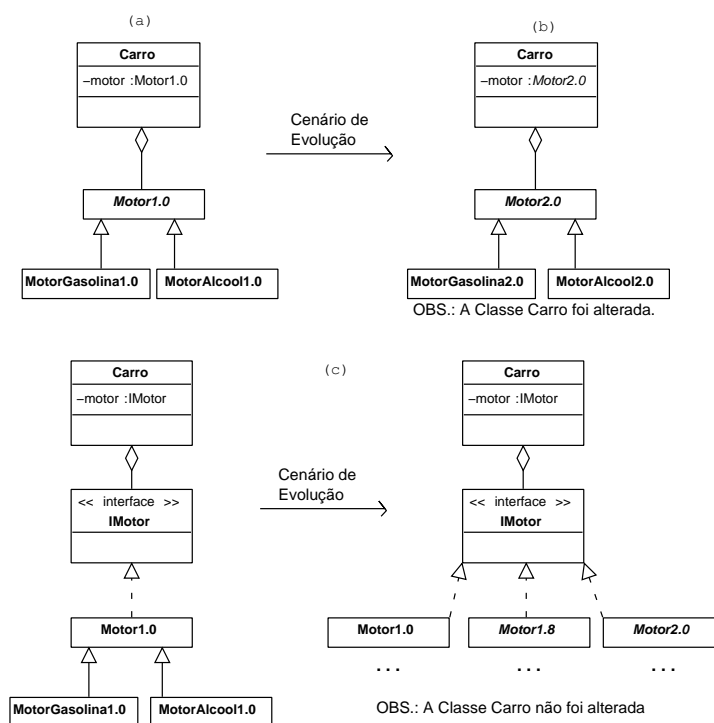 (a)
Carro
–motor :Motor1.0
Motor1.0
MotorGasolina1.0
MotorAlcool1.0
Cenário de
Evolução
(b)
Carro
–motor :Motor2.0
Motor2.0
MotorGasolina2.0
MotorAlcool2.0
OBS.: A Classe Carro foi alterada.
(c)
Carro
–motor :IMotor
<< interface >>
IMotor
Motor1.0
MotorGasolina1.0
MotorAlcool1.0
Cenário de
Evolução
Carro
–motor :IMotor
<< interface >>
IMotor
Motor1.0
Motor1.8
Motor2.0
...
...
...
OBS.: A Classe Carro não foi alterada